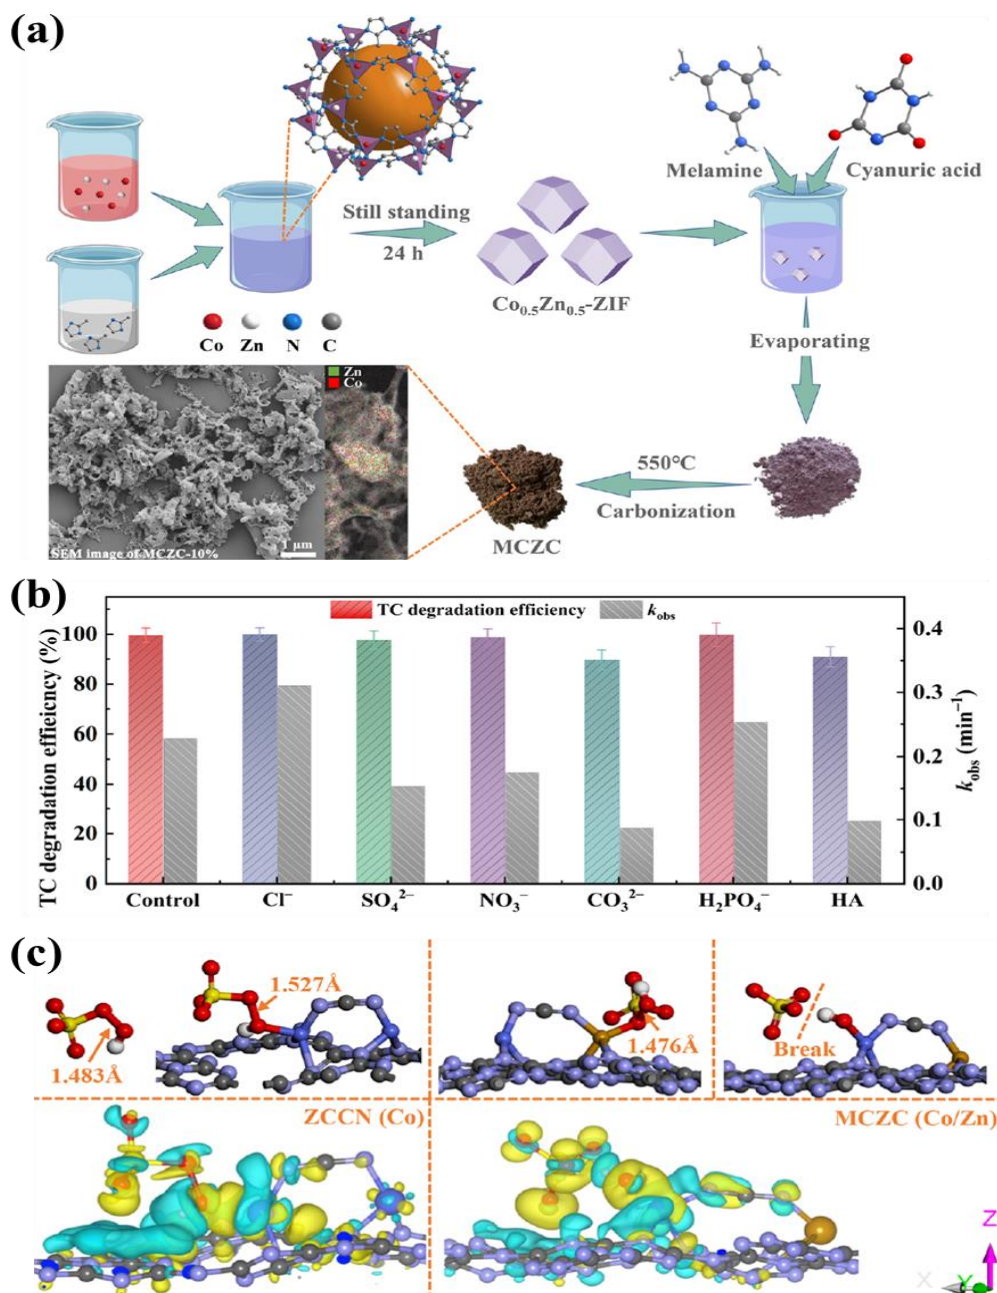 (a)
Melamine
Cyanuric acid
Still standing
24 h
Co₀.₅Zn₀.₅-ZIF
Co Zn N C
Evaporating
Zn
Co
550℃
Carbonization
MCZC
SEM image of MCZC-10%
1 μm
(b)
TC degradation efficiency
k_obs
TC degradation effieicncy (%)
100
80
60
40
20
0
0.4
0.3
0.2
0.1
0.0
k_obs (min⁻¹)
Control Cl⁻ SO₄²⁻ NO₃⁻ CO₃²⁻ H₂PO₄⁻ HA
(c)
1.483Å
1.527Å
1.476Å
Break
ZCCN (Co)
MCZC (Co/Zn)
Z
X
Y